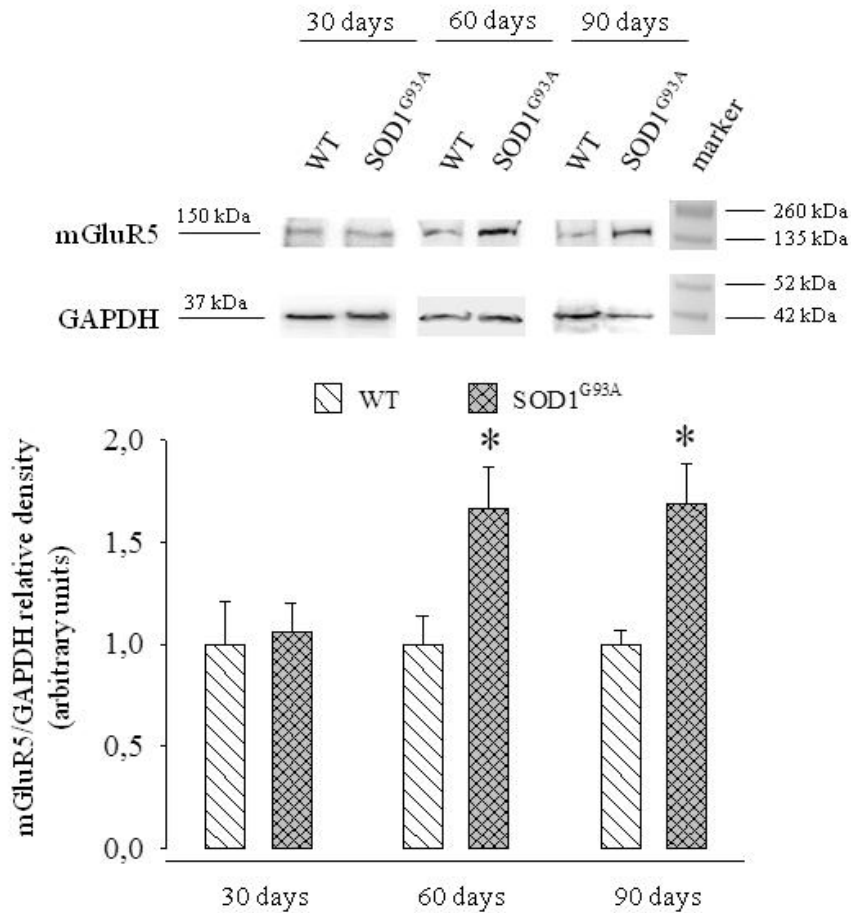 30 days 60 days 90 days
WT SOD1G93A WT SOD1G93A WT SOD1G93A marker
mGluR5 150 kDa 260 kDa
135 kDa
GAPDH 37 kDa 52 kDa
42 kDa
WT SOD1G93A
mGluR5/GAPDH relative density
(arbitrary units)
2,0
* *
1,5
1,0
0,5
0,0
30 days 60 days 90 days